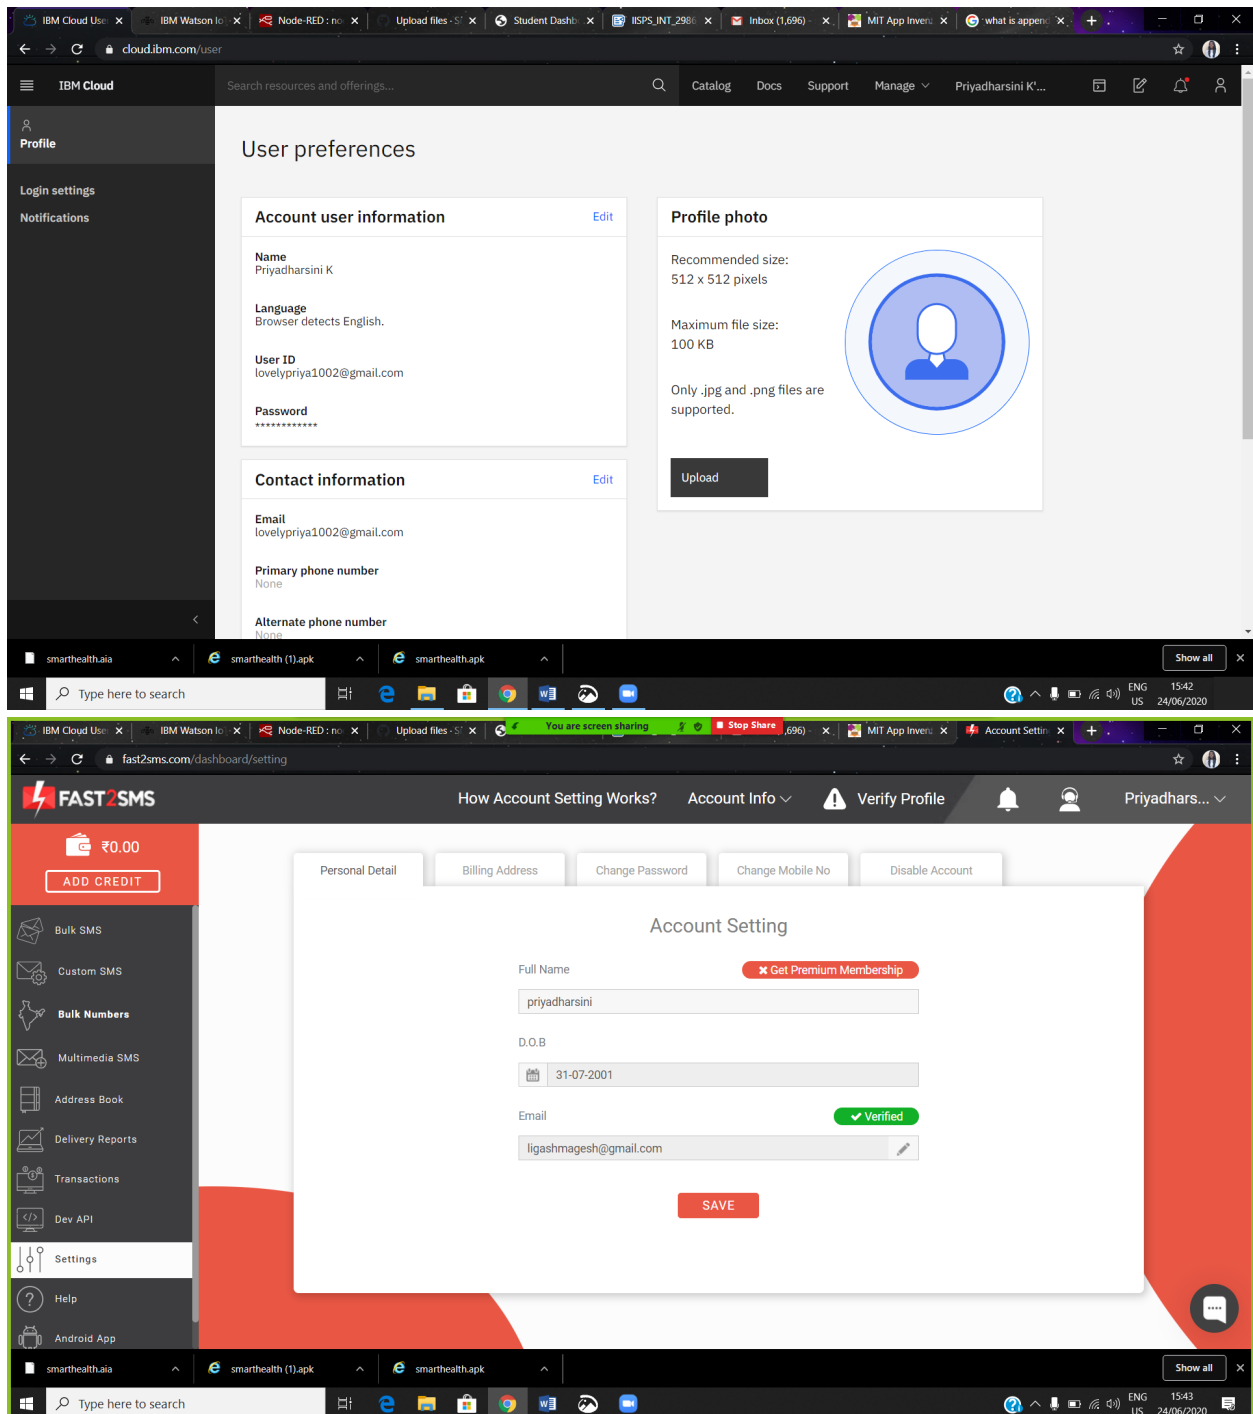 IBM Cloud User
IBM Watson Io
Node-RED : no
Upload files - S
Student Dashb
IISPS_INT_2986
Inbox (1,696) -
MIT App Inven
what is append
cloud.ibm.com/user
IBM Cloud
Search resources and offerings...
Catalog
Docs
Support
Manage
Priyadharsini K'...
Profile
Login settings
Notifications
User preferences
Account user information
Edit
Name
Priyadharsini K
Language
Browser detects English.
User ID
lovelypriya1002@gmail.com
Password
************
Contact information
Edit
Email
lovelypriya1002@gmail.com
Primary phone number
None
Alternate phone number
None
Profile photo
Recommended size:
512 x 512 pixels
Maximum file size:
100 KB
Only .jpg and .png files are
supported.
Upload
smarthealth.aia
smarthealth (1).apk
smarthealth.apk
Show all
Type here to search
ENG
US
15:42
24/06/2020
IBM Cloud Use
IBM Watson Io
Node-RED : no
Upload files - S
You are screen sharing
Stop Share
,696) -
MIT App Inven
Account Settin
fast2sms.com/dashboard/setting
FAST2SMS
How Account Setting Works?
Account Info
Verify Profile
Priyadhars...
₹0.00
ADD CREDIT
Bulk SMS
Custom SMS
Bulk Numbers
Multimedia SMS
Address Book
Delivery Reports
Transactions
Dev API
Settings
Help
Android App
Personal Detail
Billing Address
Change Password
Change Mobile No
Disable Account
Account Setting
Full Name
Get Premium Membership
priyadharsini
D.O.B
31-07-2001
Email
Verified
ligashmagesh@gmail.com
SAVE
smarthealth.aia
smarthealth (1).apk
smarthealth.apk
Show all
Type here to search
ENG
US
15:43
24/06/2020